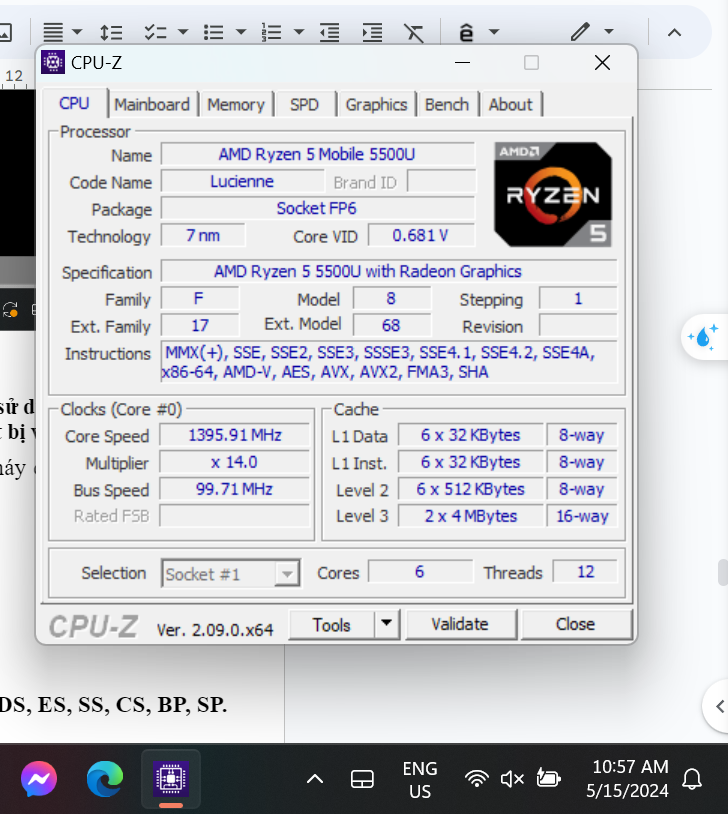 12
CPU-Z
CPU Mainboard Memory SPD Graphics Bench About
Processor
Name AMD Ryzen 5 Mobile 5500U
Code Name Lucienne Brand ID
Package Socket FP6
Technology 7 nm Core VID 0.681 V
AMD
RYZEN
5
Specification AMD Ryzen 5 5500U with Radeon Graphics
Family F Model 8 Stepping 1
Ext. Family 17 Ext. Model 68 Revision
Instructions MMX(+), SSE, SSE2, SSE3, SSSE3, SSE4.1, SSE4.2, SSE4A,
x86-64, AMD-V, AES, AVX, AVX2, FMA3, SHA
sử d
bị
máy
Clocks (Core #0)
Core Speed 1395.91 MHz
Multiplier x 14.0
Bus Speed 99.71 MHz
Rated FSB
Cache
L1 Data 6 x 32 KBytes 8-way
L1 Inst. 6 x 32 KBytes 8-way
Level 2 6 x 512 KBytes 8-way
Level 3 2 x 4 MBytes 16-way
Selection Socket #1 Cores 6 Threads 12
CPU-Z Ver. 2.09.0.x64 Tools Validate Close
DS, ES, SS, CS, BP, SP.
ENG
US
10:57 AM
5/15/2024